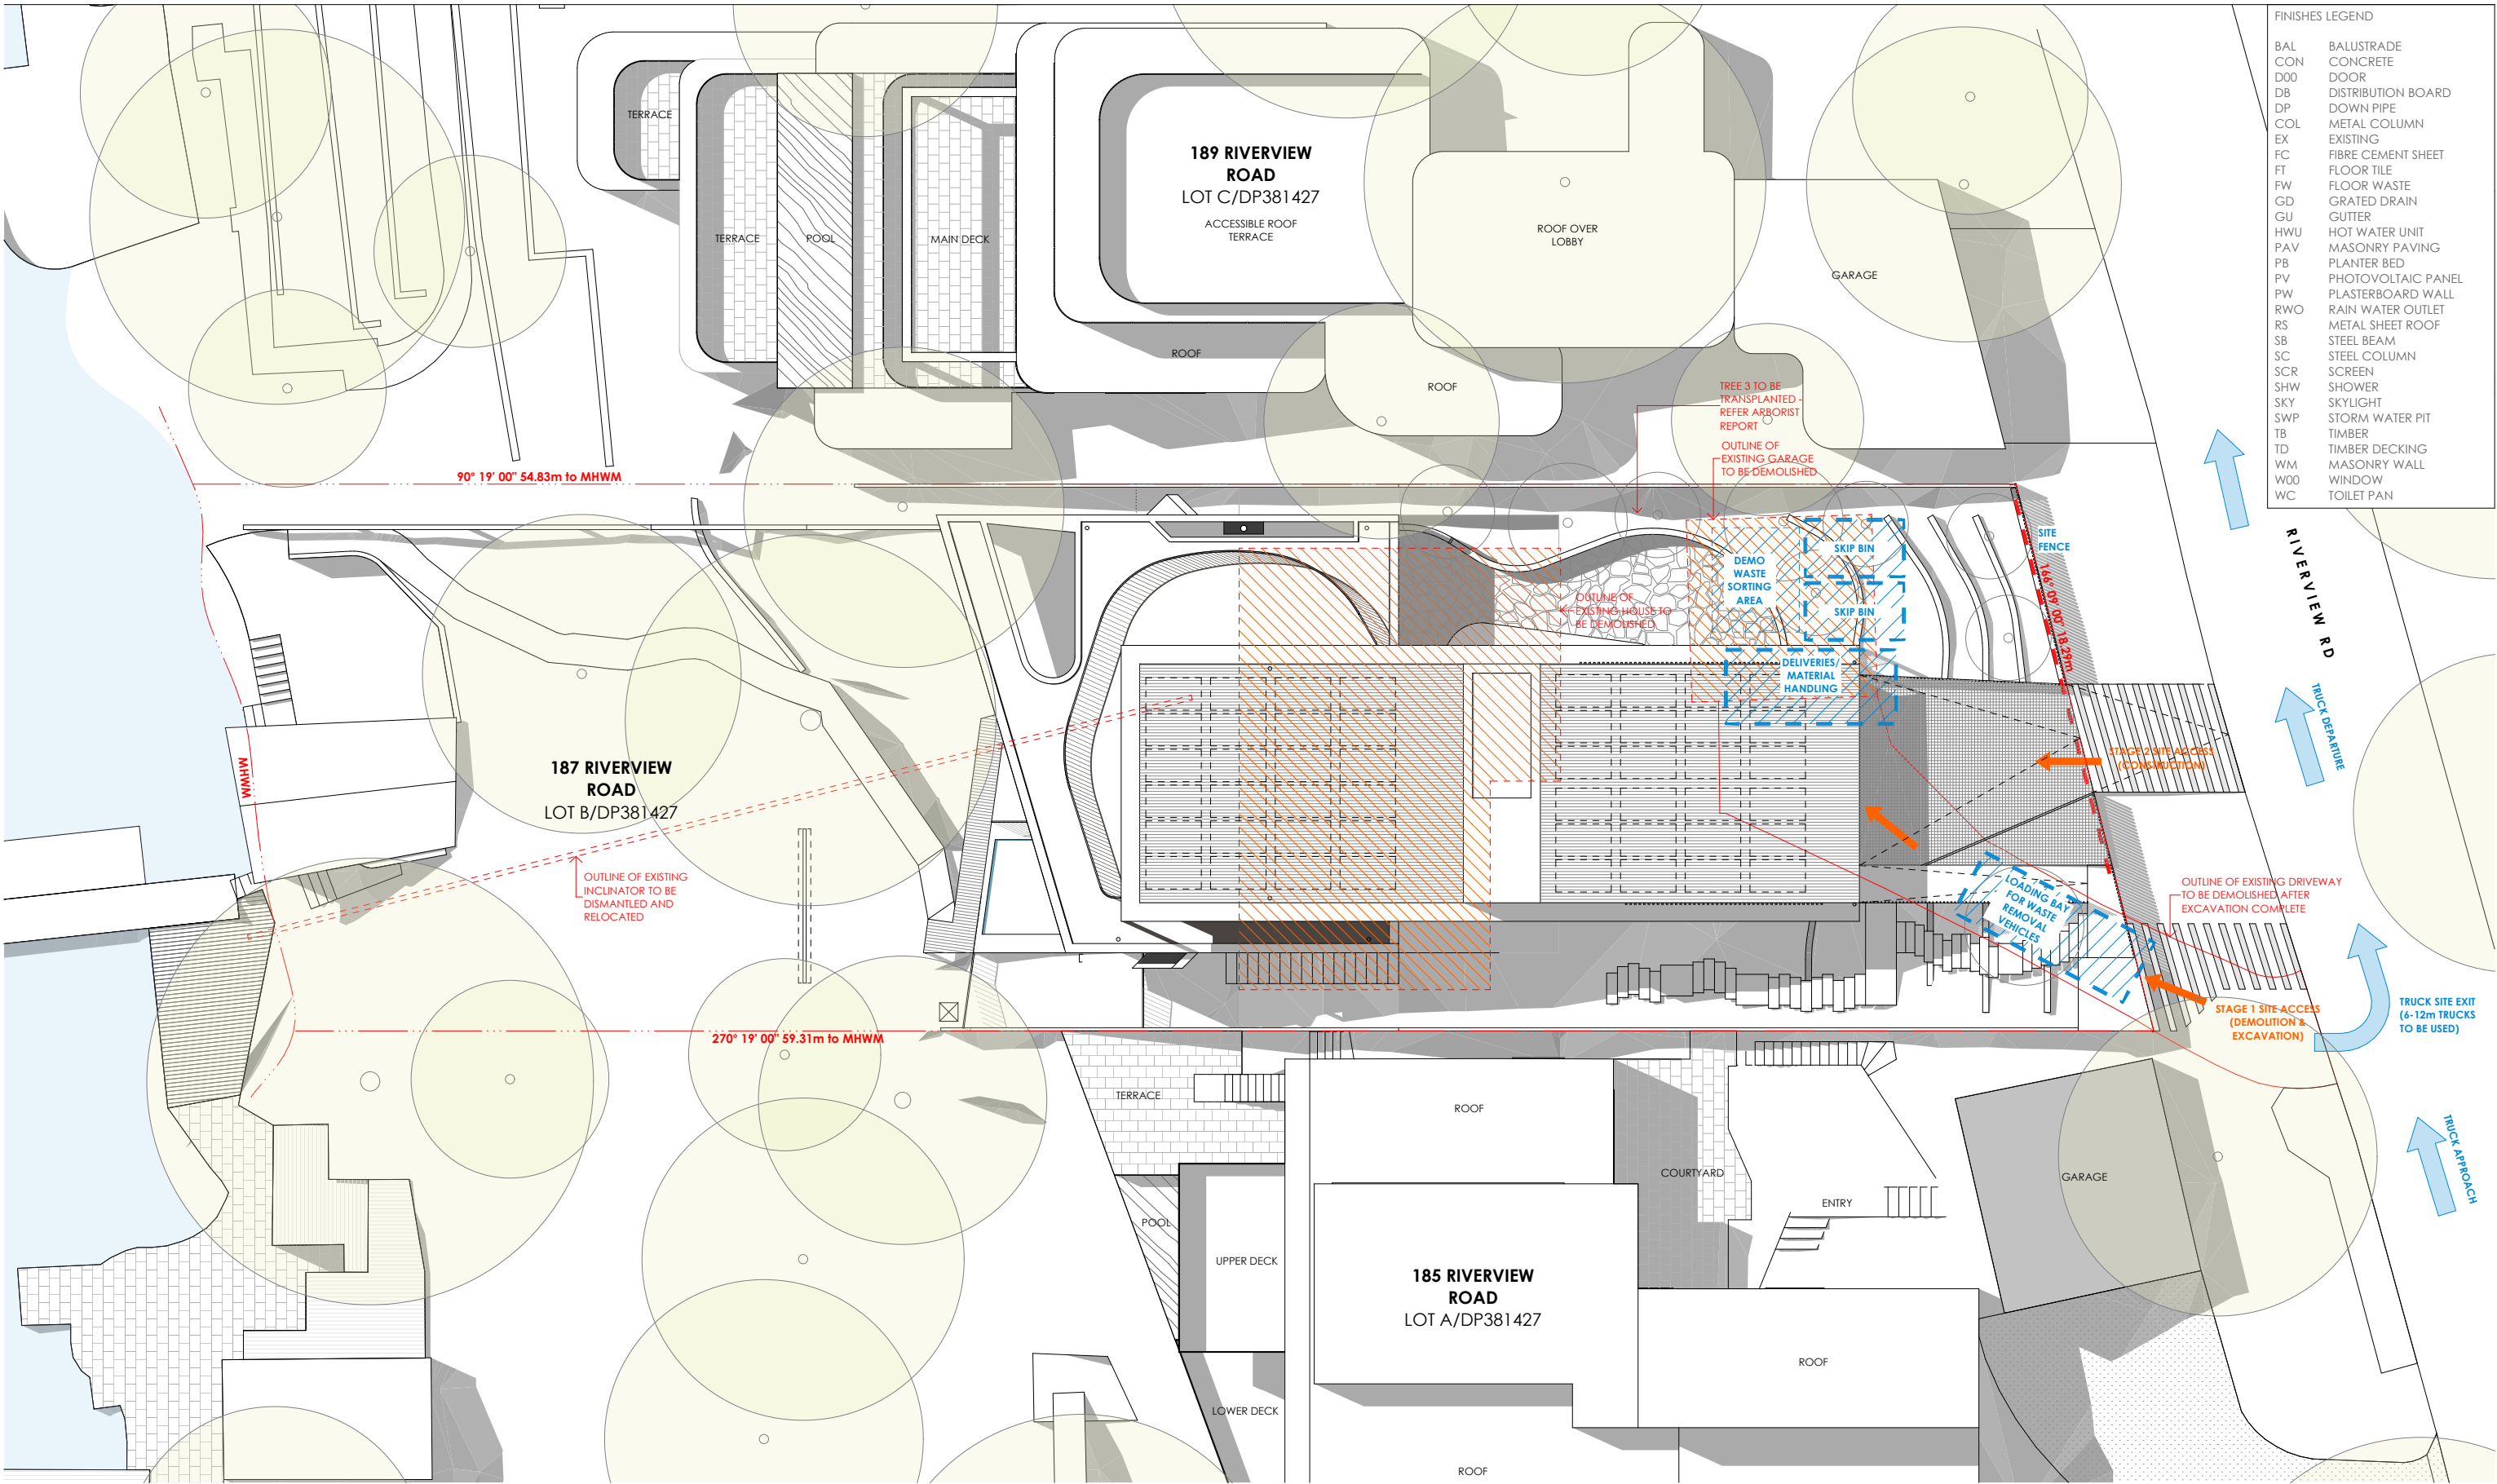 FINISHES LEGEND
BAL BALUSTRADE
CON CONCRETE
D00 DOOR
DB DISTRIBUTION BOARD
DP DOWN PIPE
COL METAL COLUMN
EX EXISTING
FC FIBRE CEMENT SHEET
FT FLOOR TILE
FW FLOOR WASTE
GD GRATED DRAIN
GU GUTTER
HWU HOT WATER UNIT
PAV MASONRY PAVING
PB PLANTER BED
PV PHOTOVOLTAIC PANEL
PW PLASTERBOARD WALL
RWO RAIN WATER OUTLET
RS METAL SHEET ROOF
SB STEEL BEAM
SC STEEL COLUMN
SCR SCREEN
SHW SHOWER
SKY SKYLIGHT
SWP STORM WATER PIT
TB TIMBER
TD TIMBER DECKING
WM MASONRY WALL
W00 WINDOW
WC TOILET PAN
TERRACE
TERRACE
POOL
MAIN DECK
189 RIVERVIEW
ROAD
LOT C/DP381427
ACCESSIBLE ROOF
TERRACE
ROOF OVER
LOBBY
GARAGE
ROOF
ROOF
TREE 3 TO BE
TRANSPLANTED -
REFER ARBORIST
REPORT
OUTLINE OF
EXISTING GARAGE
TO BE DEMOLISHED
90° 19' 00" 54.83m to MHWM
SITE
FENCE
166° 09' 00" 18.29m
RIVERVIEW RD
SKIP BIN
DEMO
WASTE
SORTING
AREA
SKIP BIN
OUTLINE OF
EXISTING HOUSE TO
BE DEMOLISHED
DELIVERIES/
MATERIAL
HANDLING
TRUCK DEPARTURE
STAGE 2 SITE ACCESS
(CONSTRUCTION)
MHWM
187 RIVERVIEW
ROAD
LOT B/DP381427
OUTLINE OF EXISTING
INCLINATOR TO BE
DISMANTLED AND
RELOCATED
LOADING BAY
FOR WASTE
REMOVAL
VEHICLES
OUTLINE OF EXISTING DRIVEWAY
TO BE DEMOLISHED AFTER
EXCAVATION COMPLETE
STAGE 1 SITE ACCESS
(DEMOLITION &
EXCAVATION)
TRUCK SITE EXIT
(6-12m TRUCKS
TO BE USED)
270° 19' 00" 59.31m to MHWM
TRUCK APPROACH
TERRACE
ROOF
COURTYARD
ENTRY
GARAGE
POOL
UPPER DECK
185 RIVERVIEW
ROAD
LOT A/DP381427
ROOF
LOWER DECK
ROOF